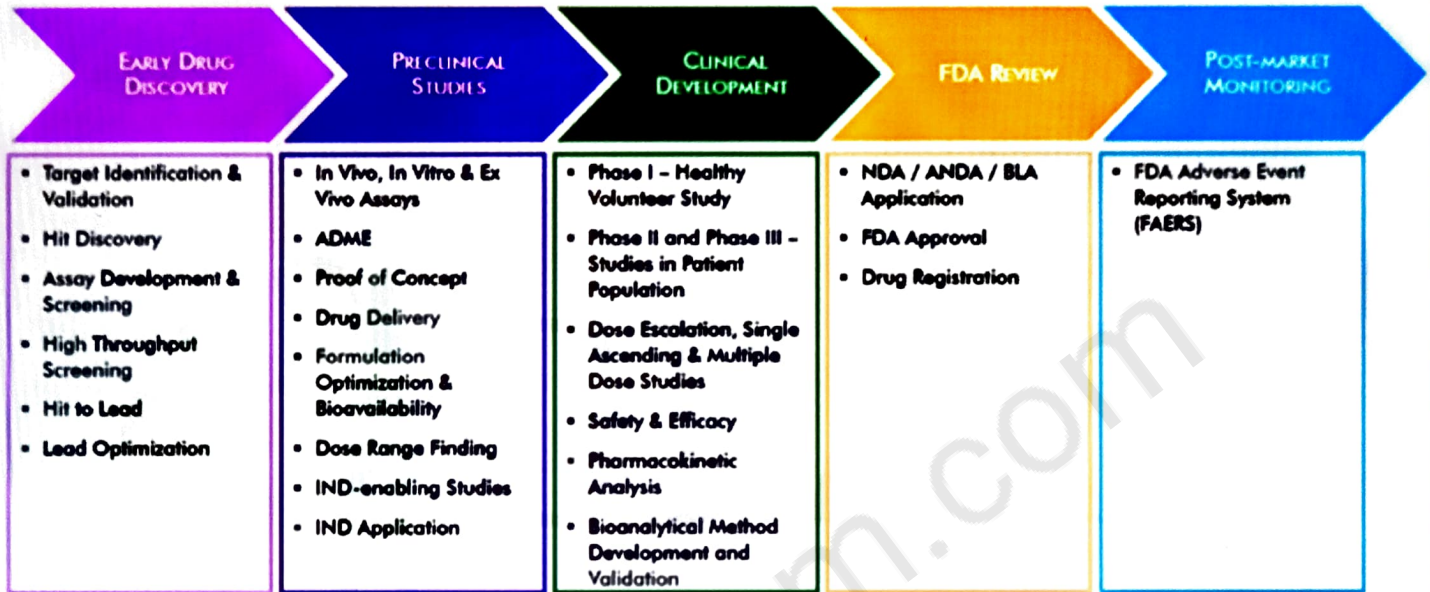 EARLY DRUG
DISCOVERY
PRECLINICAL
STUDIES
CLINICAL
DEVELOPMENT
FDA REVIEW
POST-MARKET
MONITORING
• Target Identification &
Validation
• Hit Discovery
• Assay Development &
Screening
• High Throughput
Screening
• Hit to Lead
• Lead Optimization
• In Vivo, In Vitro & Ex
Vivo Assays
• ADME
• Proof of Concept
• Drug Delivery
• Formulation
Optimization &
Bioavailability
• Dose Range Finding
• IND-enabling Studies
• IND Application
• Phase I – Healthy
Volunteer Study
• Phase II and Phase III –
Studies in Patient
Population
• Dose Escalation, Single
Ascending & Multiple
Dose Studies
• Safety & Efficacy
• Pharmacokinetic
Analysis
• Bioanalytical Method
Development and
Validation
• NDA / ANDA / BLA
Application
• FDA Approval
• Drug Registration
• FDA Adverse Event
Reporting System
(FAERS)
m.com